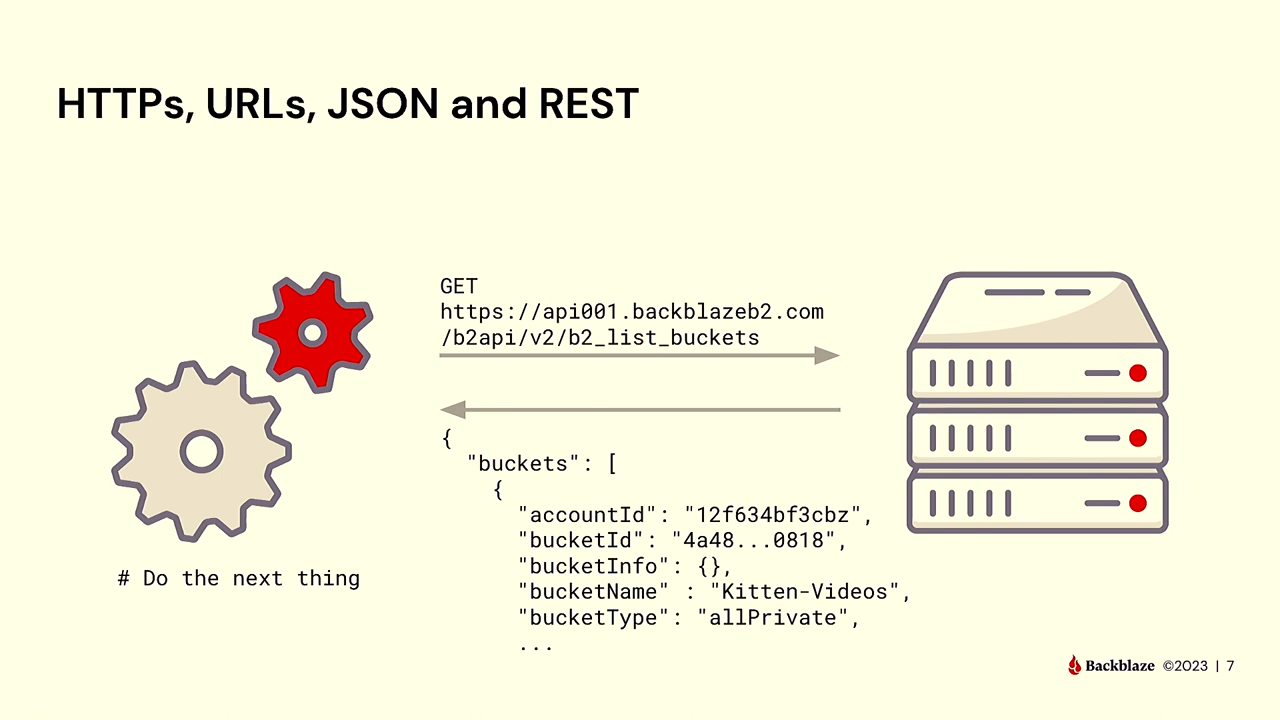 HTTPs, URLs, JSON and REST
GET
https://api001.backblazeb2.com
/b2api/v2/b2_list_buckets
{
  "buckets": [
    {
      "accountId": "12f634bf3cbz",
      "bucketId": "4a48...0818",
      "bucketInfo": {},
      "bucketName" : "Kitten-Videos",
      "bucketType": "allPrivate",
      ...
# Do the next thing
Backblaze ©2023 | 7